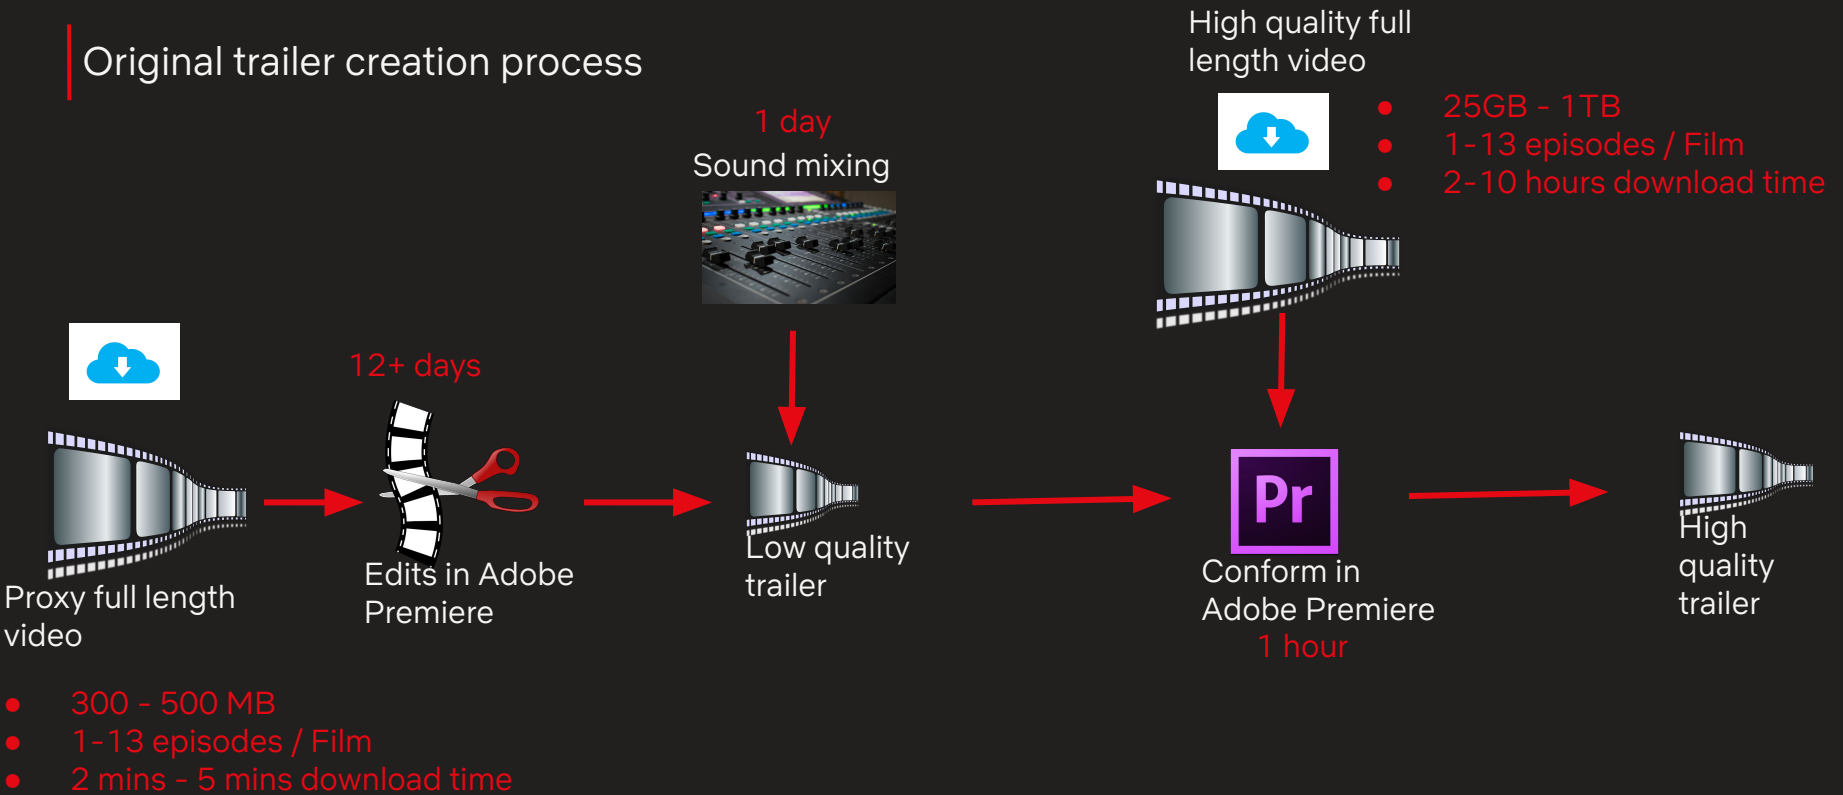 Original trailer creation process
High quality full
length video
25GB - 1TB
1-13 episodes / Film
2-10 hours download time
1 day
Sound mixing
12+ days
Proxy full length
video
300 - 500 MB
1-13 episodes / Film
2 mins - 5 mins download time
Edits in Adobe
Premiere
Low quality
trailer
Pr
Conform in
Adobe Premiere
1 hour
High
quality
trailer